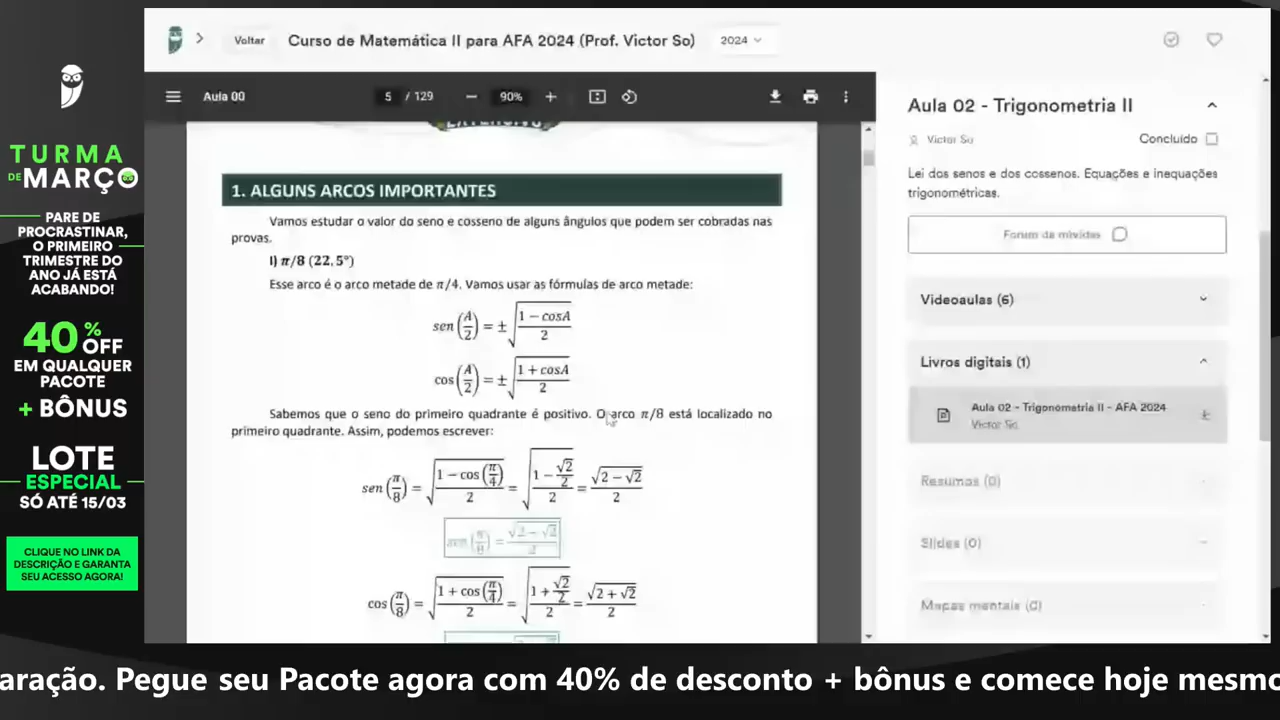 TURMA
DE MARÇO
PARE DE
PROCRASTINAR,
O PRIMEIRO
TRIMESTRE DO
ANO JÁ ESTÁ
ACABANDO!
40% OFF
EM QUALQUER
PACOTE
+ BÔNUS
LOTE
ESPECIAL
SÓ ATÉ 15/03
CLIQUE NO LINK DA
DESCRIÇÃO E GARANTA
SEU ACESSO AGORA!
Voltar Curso de Matemática II para AFA 2024 (Prof. Victor So) 2024
Aula 00 5 / 129 90%
EXTENSIVO
1. ALGUNS ARCOS IMPORTANTES
Vamos estudar o valor do seno e cosseno de alguns ângulos que podem ser cobradas nas
provas.
I) π/8 (22,5°)
Esse arco é o arco metade de π/4. Vamos usar as fórmulas de arco metade:
sen(A/2) = ±√((1 − cosA)/2)
cos(A/2) = ±√((1 + cosA)/2)
Sabemos que o seno do primeiro quadrante é positivo. O arco π/8 está localizado no
primeiro quadrante. Assim, podemos escrever:
sen(π/8) = √((1 − cos(π/4))/2) = √((1 − √2/2)/2) = √(2 − √2)/2
sen(π/8) = √(2 − √2)/2
cos(π/8) = √((1 + cos(π/4))/2) = √((1 + √2/2)/2) = √(2 + √2)/2
Aula 02 - Trigonometria II
Victor So Concluído
Lei dos senos e dos cossenos. Equações e inequações
trigonométricas.
Forum de dúvidas
Videoaulas (6)
Livros digitais (1)
Aula 02 - Trigonometria II - AFA 2024
Victor So
Resumos (0)
Slides (0)
Mapas mentais (0)
aração. Pegue seu Pacote agora com 40% de desconto + bônus e comece hoje mesmo